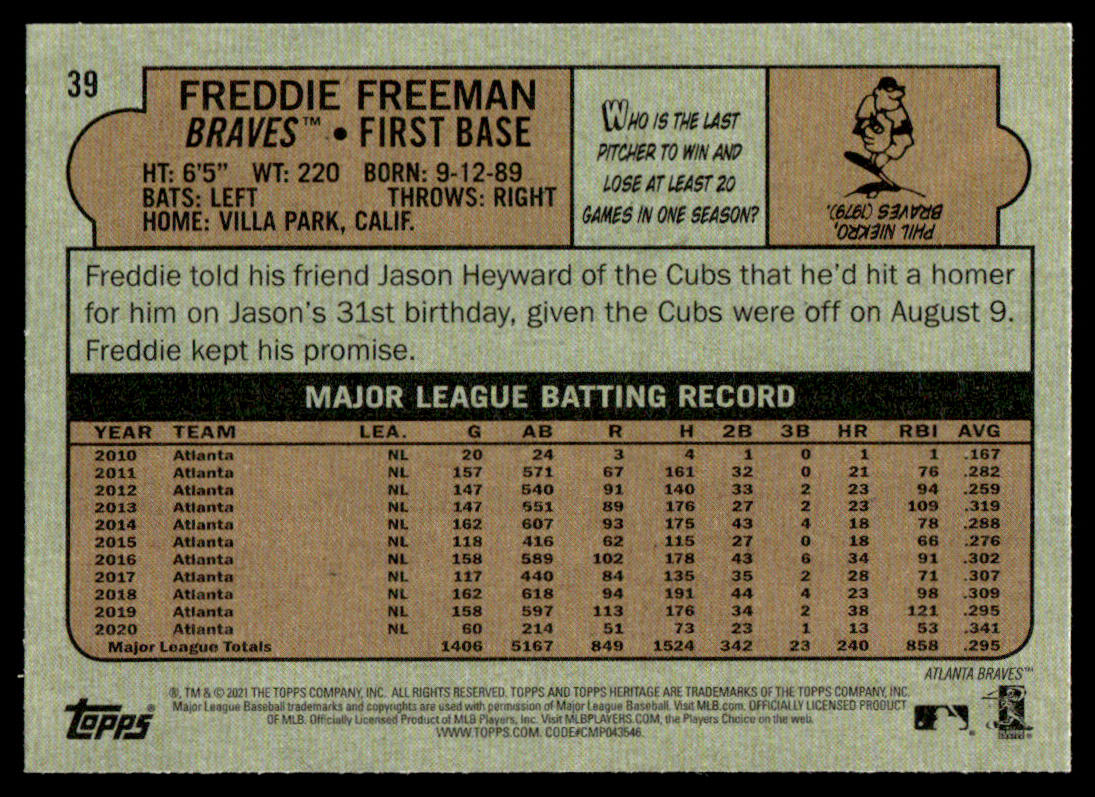 39
FREDDIE FREEMAN
BRAVES™ • FIRST BASE
HT: 6'5" WT: 220 BORN: 9-12-89
BATS: LEFT THROWS: RIGHT
HOME: VILLA PARK, CALIF.
WHO IS THE LAST
PITCHER TO WIN AND
LOSE AT LEAST 20
GAMES IN ONE SEASON?
PHIL NIEKRO,
BRAVES (1979).
Freddie told his friend Jason Heyward of the Cubs that he'd hit a homer
for him on Jason's 31st birthday, given the Cubs were off on August 9.
Freddie kept his promise.
MAJOR LEAGUE BATTING RECORD
YEAR TEAM LEA. G AB R H 2B 3B HR RBI AVG
2010 Atlanta NL 20 24 3 4 1 0 1 1 .167
2011 Atlanta NL 157 571 67 161 32 0 21 76 .282
2012 Atlanta NL 147 540 91 140 33 2 23 94 .259
2013 Atlanta NL 147 551 89 176 27 2 23 109 .319
2014 Atlanta NL 162 607 93 175 43 4 18 78 .288
2015 Atlanta NL 118 416 62 115 27 0 18 66 .276
2016 Atlanta NL 158 589 102 178 43 6 34 91 .302
2017 Atlanta NL 117 440 84 135 35 2 28 71 .307
2018 Atlanta NL 162 618 94 191 44 4 23 98 .309
2019 Atlanta NL 158 597 113 176 34 2 38 121 .295
2020 Atlanta NL 60 214 51 73 23 1 13 53 .341
Major League Totals 1406 5167 849 1524 342 23 240 858 .295
ATLANTA BRAVES™
topps®
®, TM & © 2021 THE TOPPS COMPANY, INC. ALL RIGHTS RESERVED. TOPPS AND TOPPS HERITAGE ARE TRADEMARKS OF THE TOPPS COMPANY, INC.
Major League Baseball trademarks and copyrights are used with permission of Major League Baseball. Visit MLB.com. OFFICIALLY LICENSED PRODUCT
OF MLB. Officially Licensed Product of MLB Players, Inc. Visit MLBPLAYERS.COM, the Players Choice on the web.
WWW.TOPPS.COM. CODE#CMP043546.